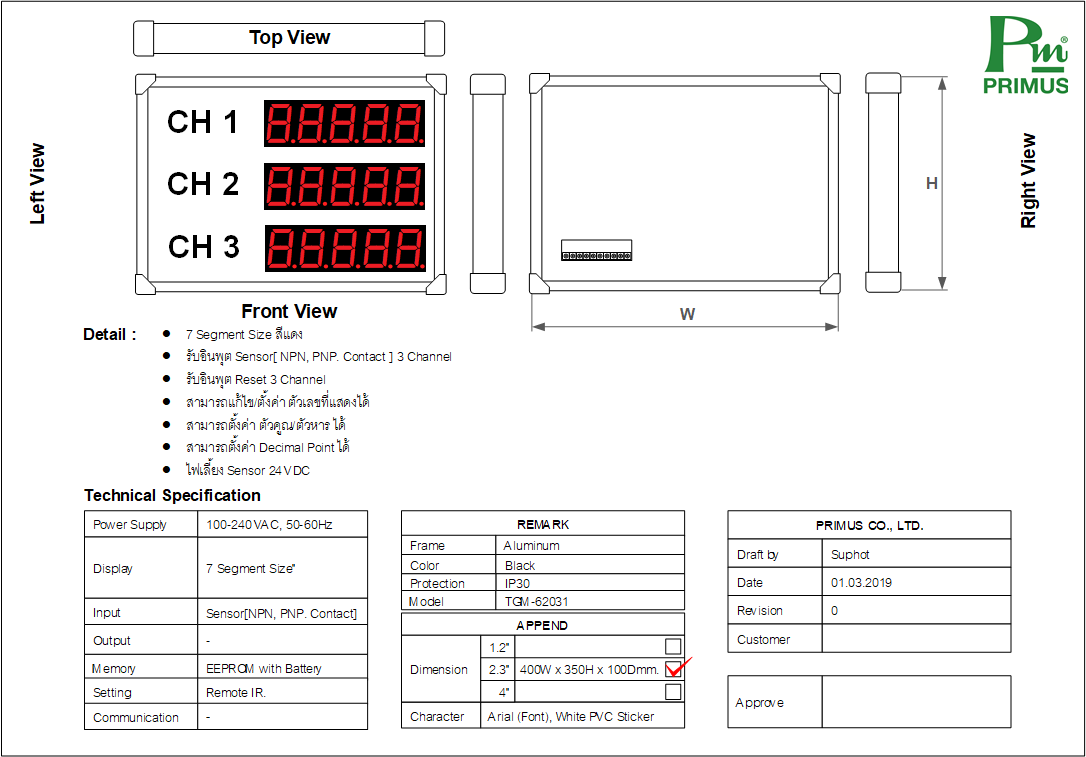 Top View
Pm®
PRIMUS
CH 1 8.8.8.8.8.
CH 2 8.8.8.8.8.
CH 3 8.8.8.8.8.
Left View
H
Right View
W
Front View
Detail :
7 Segment Size สีแดง
รับอินพุต Sensor[ NPN, PNP. Contact ] 3 Channel
รับอินพุต Reset 3 Channel
สามารถแก้ไข/ตั้งค่า ตัวเลขที่แสดงได้
สามารถตั้งค่า ตัวคูณ/ตัวหาร ได้
สามารถตั้งค่า Decimal Point ได้
ไฟเลี้ยง Sensor 24VDC
Technical Specification
Power Supply 100-240VAC, 50-60Hz
Display 7 Segment Size"
Input Sensor[NPN, PNP. Contact]
Output -
Memory EEPROM with Battery
Setting Remote IR.
Communication -
REMARK
Frame Aluminum
Color Black
Protection IP30
Model TGM-62031
APPEND
Dimension
1.2"
2.3" 400W x 350H x 100Dmm.
4"
Character Arial (Font), White PVC Sticker
PRIMUS CO., LTD.
Draft by Suphot
Date 01.03.2019
Revision 0
Customer
Approve